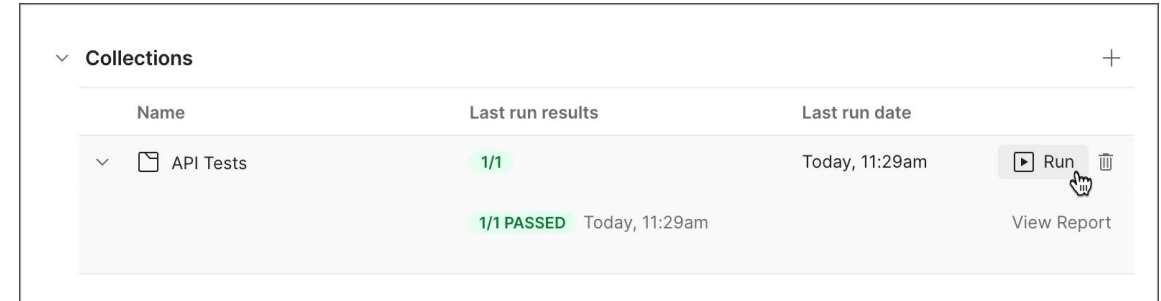 Collections
Name Last run results Last run date
API Tests 1/1 Today, 11:29am Run
1/1 PASSED Today, 11:29am View Report